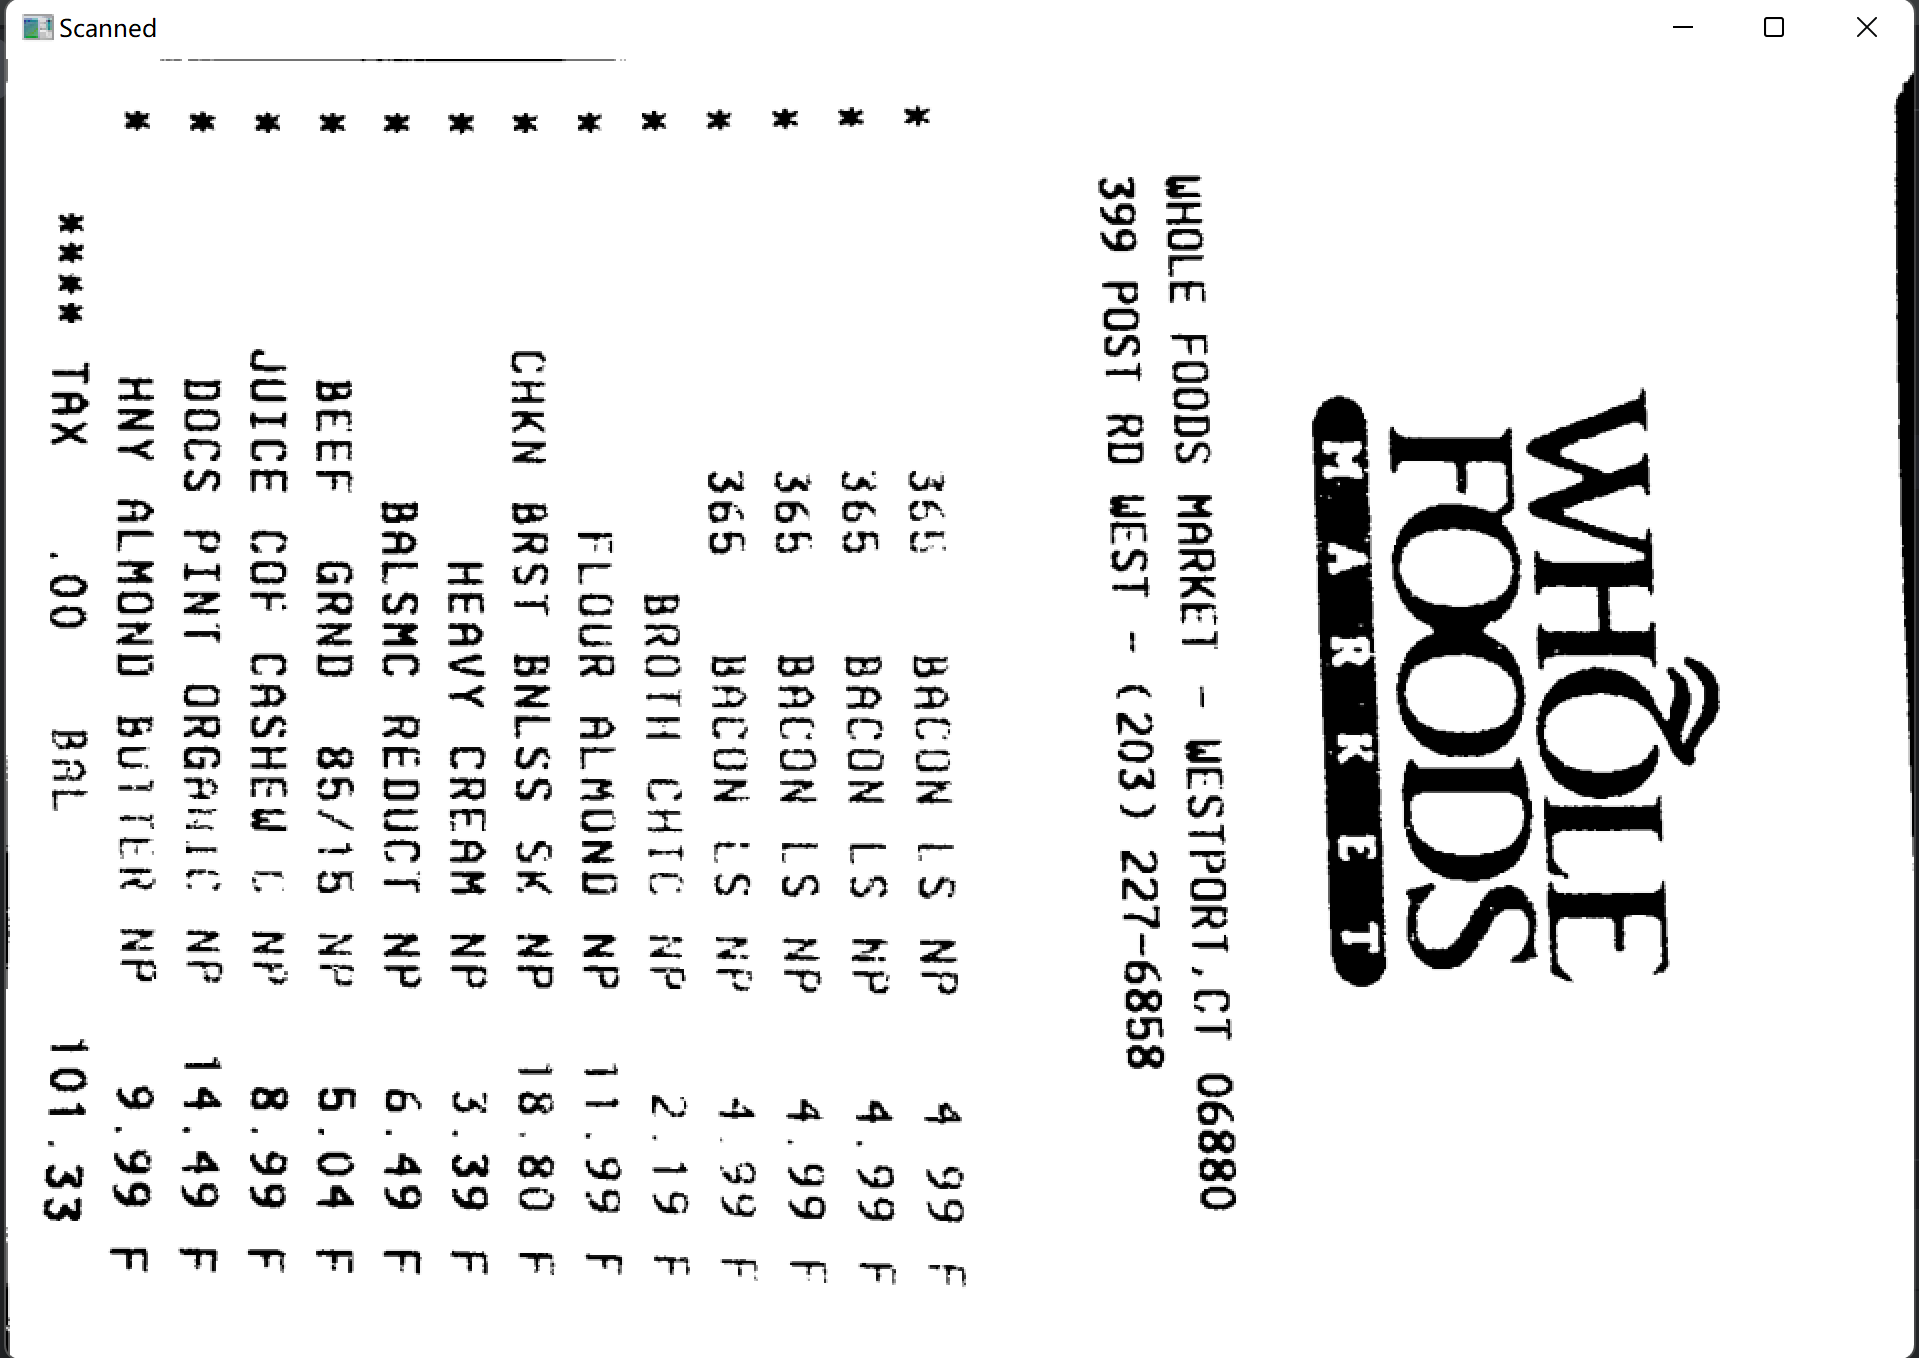 Scanned
WHOLE
FOODS
MARKET
WHOLE FOODS MARKET - WESTPORT,CT 06880
399 POST RD WEST - (203) 227-6858
* 365 BACON LS NP 4.99 F
* 365 BACON LS NP 4.99 F
* 365 BACON LS NP 4.99 F
* 365 BACON LS NP 4.99 F
* BROTH CHIC NP 2.19 F
* FLOUR ALMOND NP 11.99 F
* CHKN BRST BNLSS SK NP 18.80 F
* HEAVY CREAM NP 3.39 F
* BALSMC REDUCT NP 6.49 F
* BEEF GRND 85/15 NP 5.04 F
* JUICE COF CASHEW C NP 8.99 F
* DOCS PINT ORGANIC NP 14.49 F
* HNY ALMOND BUTTER NP 9.99 F
**** TAX .00 BAL 101.33